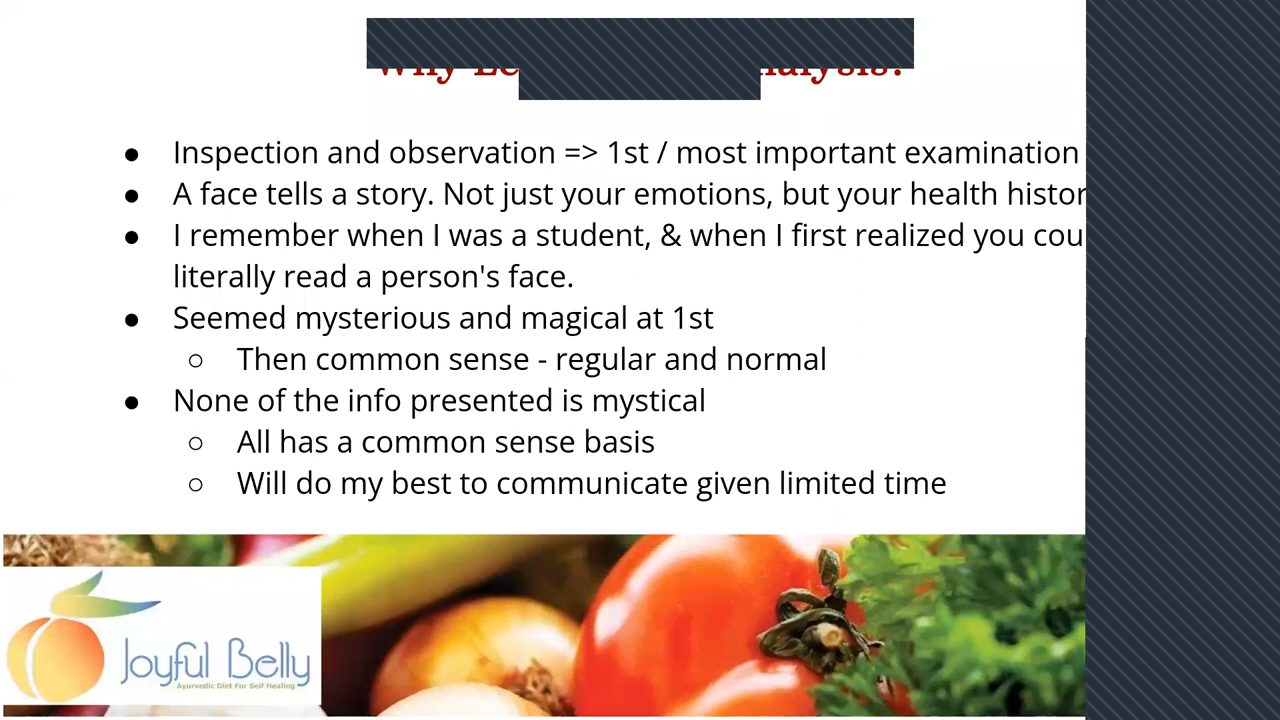 Why
● Inspection and observation => 1st / most important examination
● A face tells a story. Not just your emotions, but your health histor
● I remember when I was a student, & when I first realized you cou
literally read a person's face.
● Seemed mysterious and magical at 1st
○ Then common sense - regular and normal
● None of the info presented is mystical
○ All has a common sense basis
○ Will do my best to communicate given limited time
Joyful Belly
Ayurvedic Diet For Self Healing